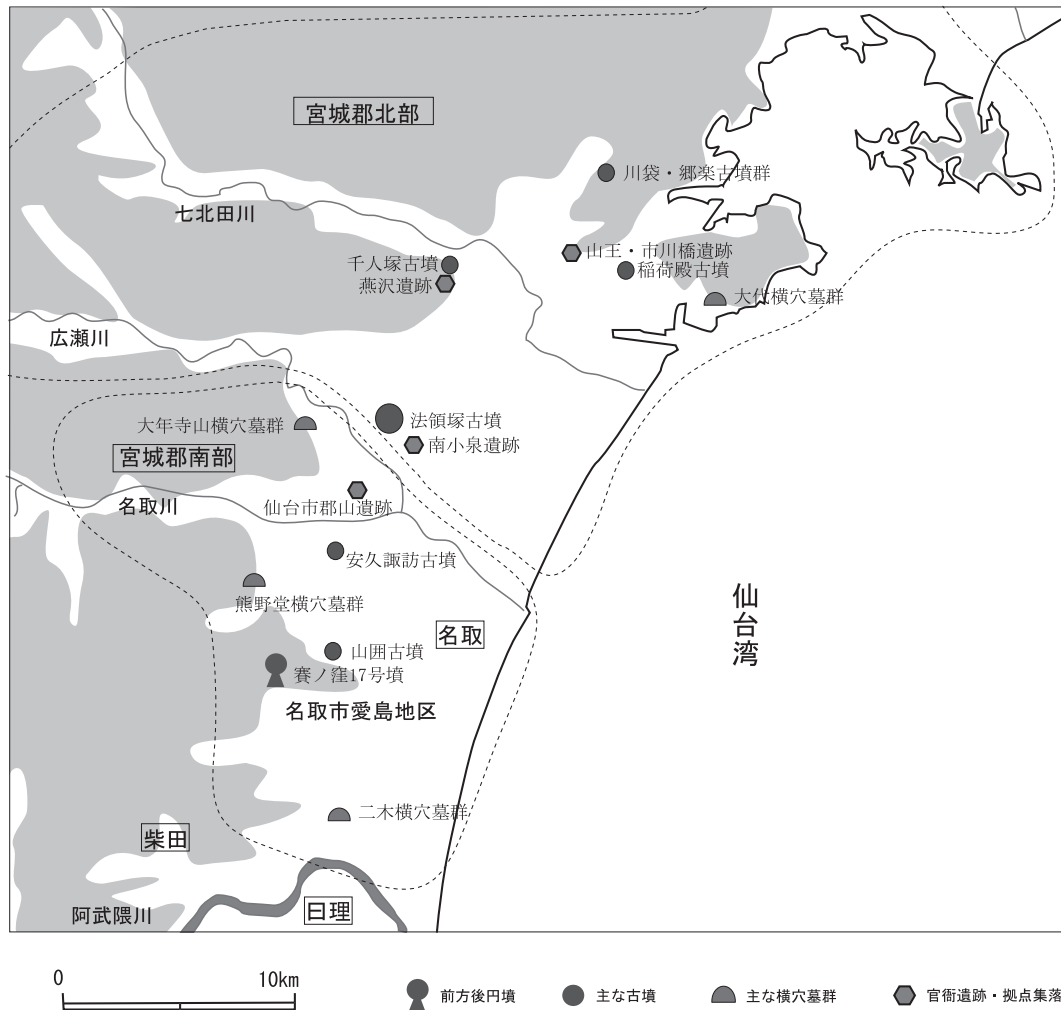 宮城郡北部
川袋・郷楽古墳群
七北田川
山王・市川橋遺跡
千人塚古墳
稲荷殿古墳
燕沢遺跡
大代横穴墓群
広瀬川
法領塚古墳
大年寺山横穴墓群
南小泉遺跡
宮城郡南部
名取川
仙台市郡山遺跡
安久諏訪古墳
熊野堂横穴墓群
仙台湾
名取
山囲古墳
賽ノ窪17号墳
名取市愛島地区
二木横穴墓群
柴田
阿武隈川
曰理
0 10km
前方後円墳
主な古墳
主な横穴墓群
官衙遺跡・拠点集落